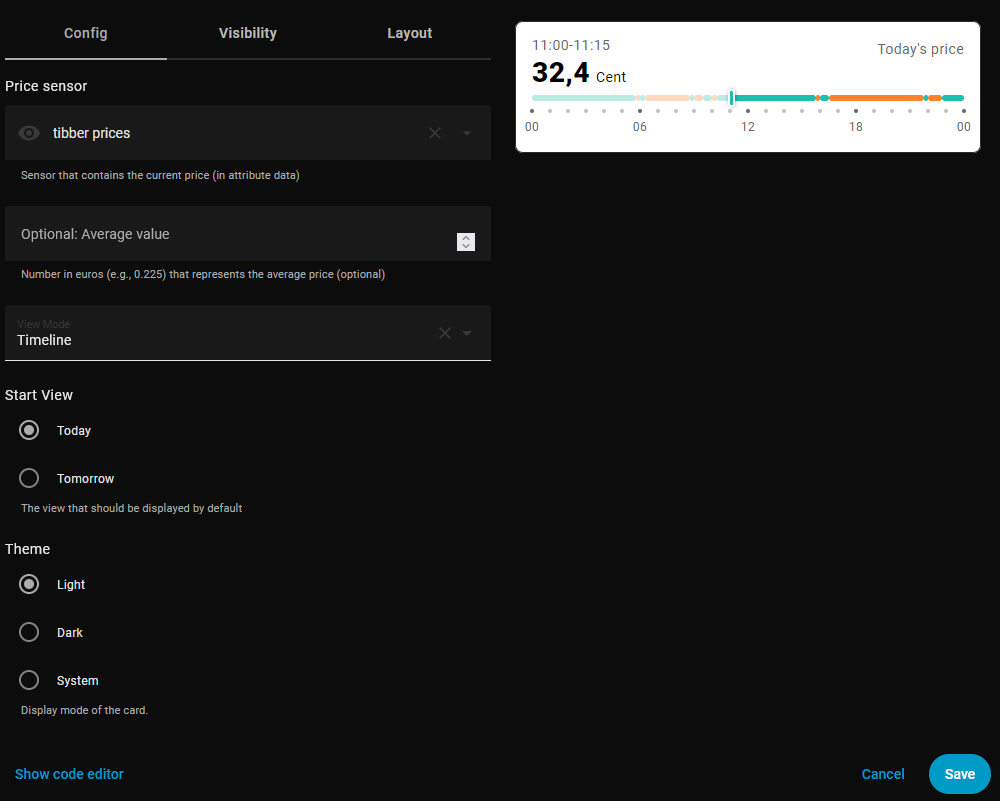 Config Visibility Layout
Price sensor
tibber prices
Sensor that contains the current price (in attribute data)
Optional: Average value
Number in euros (e.g., 0.225) that represents the average price (optional)
View Mode
Timeline
Start View
Today
Tomorrow
The view that should be displayed by default
Theme
Light
Dark
System
Display mode of the card.
Show code editor
11:00-11:15
Today's price
32,4 Cent
00 06 12 18 00
Cancel Save